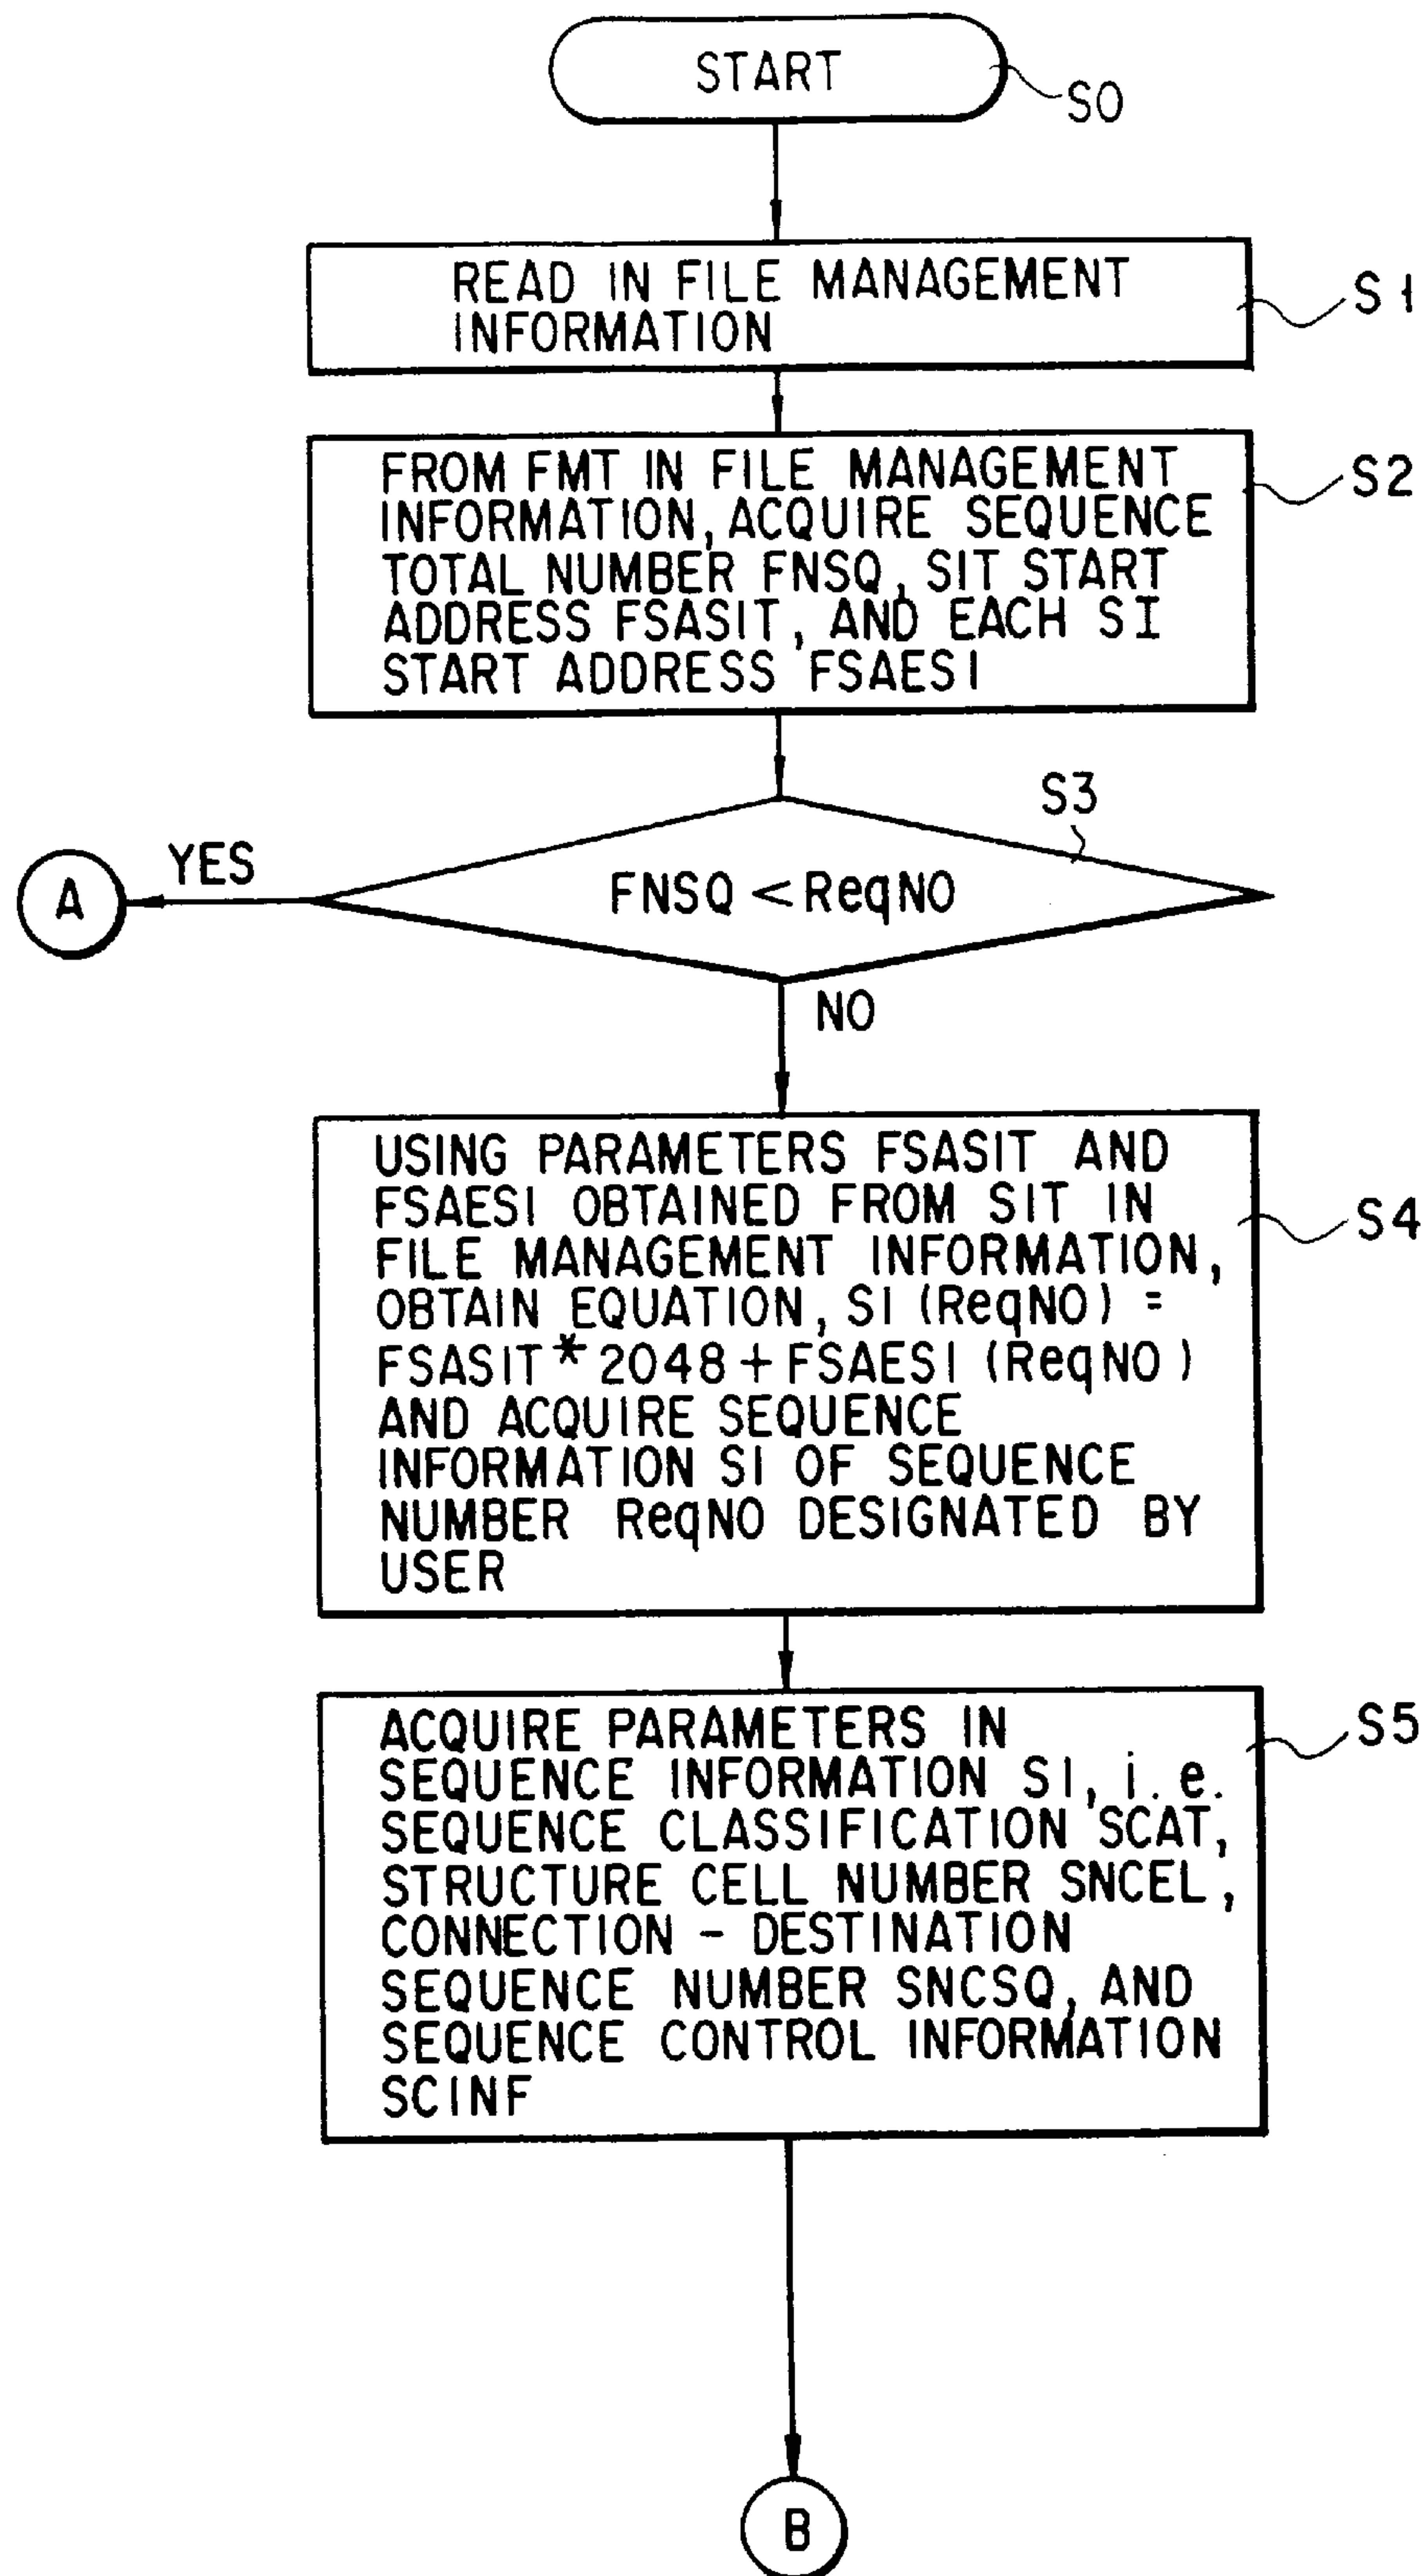 START
S0
READ IN FILE MANAGEMENT
INFORMATION
S1
FROM FMT IN FILE MANAGEMENT
INFORMATION, ACQUIRE SEQUENCE
TOTAL NUMBER FNSQ, SIT START
ADDRESS FSASIT, AND EACH SI
START ADDRESS FSAESI
S2
S3
FNSQ < ReqNO
YES
A
NO
USING PARAMETERS FSASIT AND
FSAESI OBTAINED FROM SIT IN
FILE MANAGEMENT INFORMATION,
OBTAIN EQUATION, SI (ReqNO) =
FSASIT * 2048 + FSAESI (ReqNO)
AND ACQUIRE SEQUENCE
INFORMATION SI OF SEQUENCE
NUMBER ReqNO DESIGNATED BY
USER
S4
ACQUIRE PARAMETERS IN
SEQUENCE INFORMATION SI, i.e.
SEQUENCE CLASSIFICATION SCAT,
STRUCTURE CELL NUMBER SNCEL,
CONNECTION - DESTINATION
SEQUENCE NUMBER SNCSQ, AND
SEQUENCE CONTROL INFORMATION
SCINF
S5
B